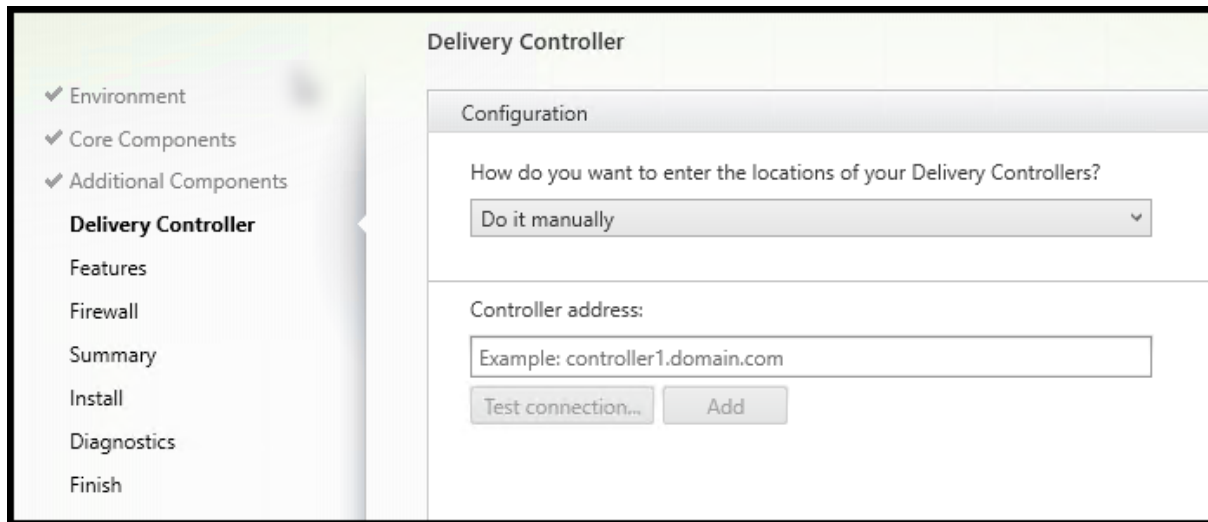 Delivery Controller
Environment
Core Components
Additional Components
Delivery Controller
Features
Firewall
Summary
Install
Diagnostics
Finish
Configuration
How do you want to enter the locations of your Delivery Controllers?
Do it manually
Controller address:
Example: controller1.domain.com
Test connection... Add